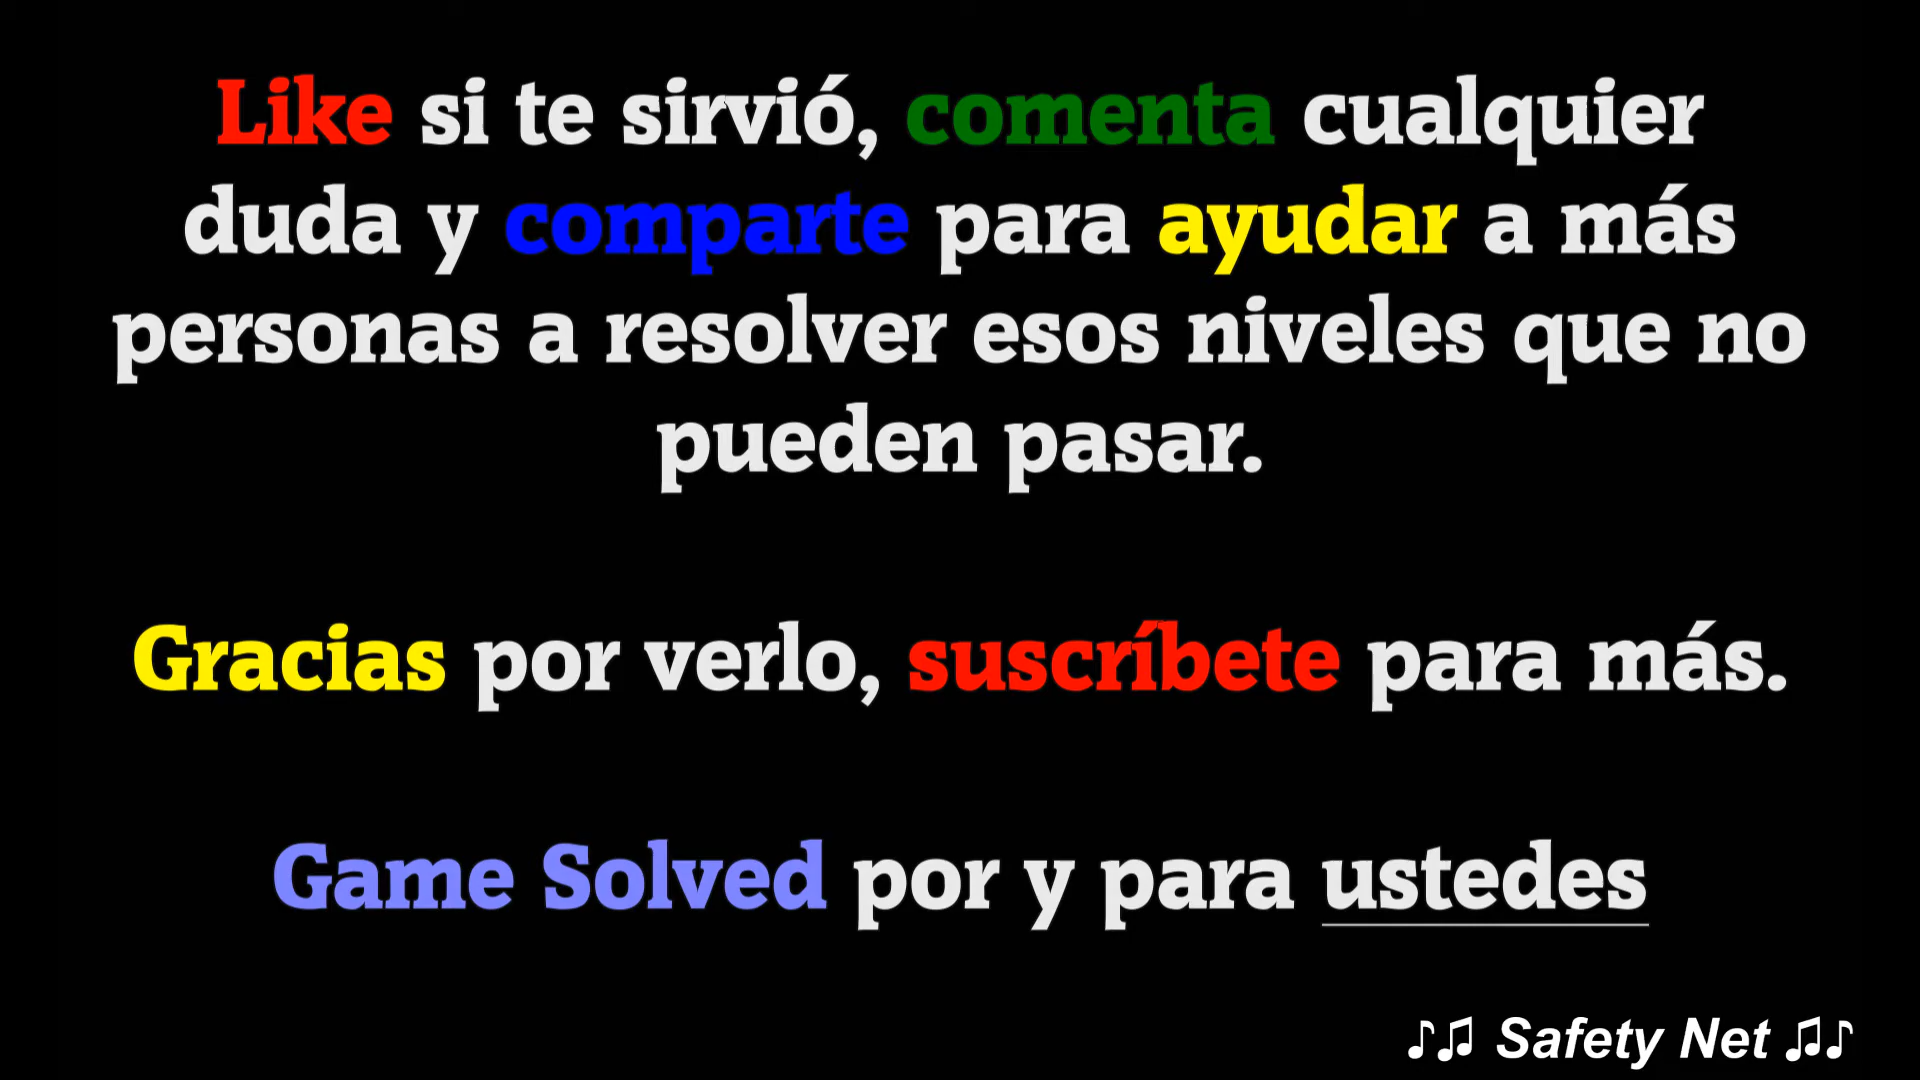 Like si te sirvió, comenta cualquier
duda y comparte para ayudar a más
personas a resolver esos niveles que no
pueden pasar.
Gracias por verlo, suscríbete para más.
Game Solved por y para ustedes
♪♫ Safety Net ♫♪